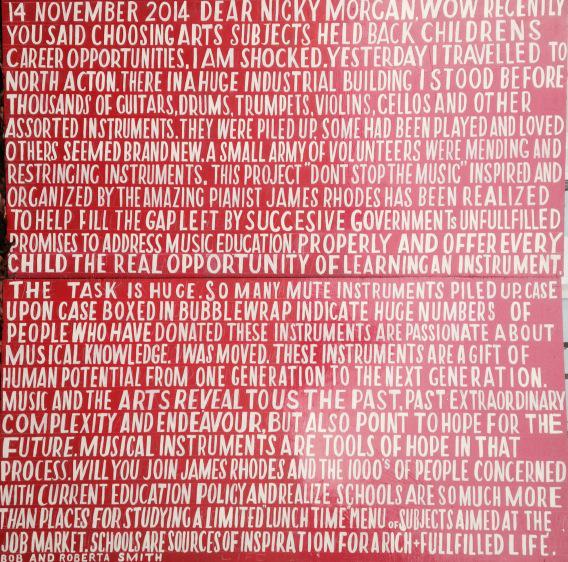 14 NOVEMBER 2014 DEAR NICKY MORGAN, WOW RECENTLY
YOU SAID CHOOSING ARTS SUBJECTS HELD BACK CHILDRENS
CAREER OPPORTUNITIES, I AM SHOCKED. YESTERDAY I TRAVELLED TO
NORTH ACTON. THERE IN A HUGE INDUSTRIAL BUILDING I STOOD BEFORE
THOUSANDS OF GUITARS, DRUMS, TRUMPETS, VIOLINS, CELLOS AND OTHER
ASSORTED INSTRUMENTS. THEY WERE PILED UP. SOME HAD BEEN PLAYED AND LOVED
OTHERS SEEMED BRAND NEW. A SMALL ARMY OF VOLUNTEERS WERE MENDING AND
RESTRINGING INSTRUMENTS, THIS PROJECT "DONT STOP THE MUSIC" INSPIRED AND
ORGANIZED BY THE AMAZING PIANIST JAMES RHODES HAS BEEN REALIZED
TO HELP FILL THE GAP LEFT BY SUCCESIVE GOVERNMENTS UNFULLFILLED
PROMISES TO ADDRESS MUSIC EDUCATION. PROPERLY AND OFFER EVERY
CHILD THE REAL OPPORTUNITY OF LEARNING AN INSTRUMENT
THE TASK IS HUGE. SO MANY MUTE INSTRUMENTS PILED UP. CASE
UPON CASE BOXED IN BUBBLEWRAP INDICATE HUGE NUMBERS OF
PEOPLE WHO HAVE DONATED THESE INSTRUMENTS ARE PASSIONATE ABOUT
MUSICAL KNOWLEDGE. I WAS MOVED. THESE INSTRUMENTS ARE A GIFT OF
HUMAN POTENTIAL FROM ONE GENERATION TO THE NEXT GENERATION.
MUSIC AND THE ARTS REVEAL TO US THE PAST, PAST EXTRAORDINARY
COMPLEXITY AND ENDEAVOUR, BUT ALSO POINT TO HOPE FOR THE
FUTURE. MUSICAL INSTRUMENTS ARE TOOLS OF HOPE IN THAT
PROCESS. WILL YOU JOIN JAMES RHODES AND THE 1000'S OF PEOPLE CONCERNED
WITH CURRENT EDUCATION POLICY AND REALIZE SCHOOLS ARE SO MUCH MORE
THAN PLACES FOR STUDYING A LIMITED "LUNCH TIME" MENU OF SUBJECTS AIMED AT THE
JOB MARKET. SCHOOLS ARE SOURCES OF INSPIRATION FOR A RICH + FULLFILLED LIFE.
BOB AND ROBERTA SMITH